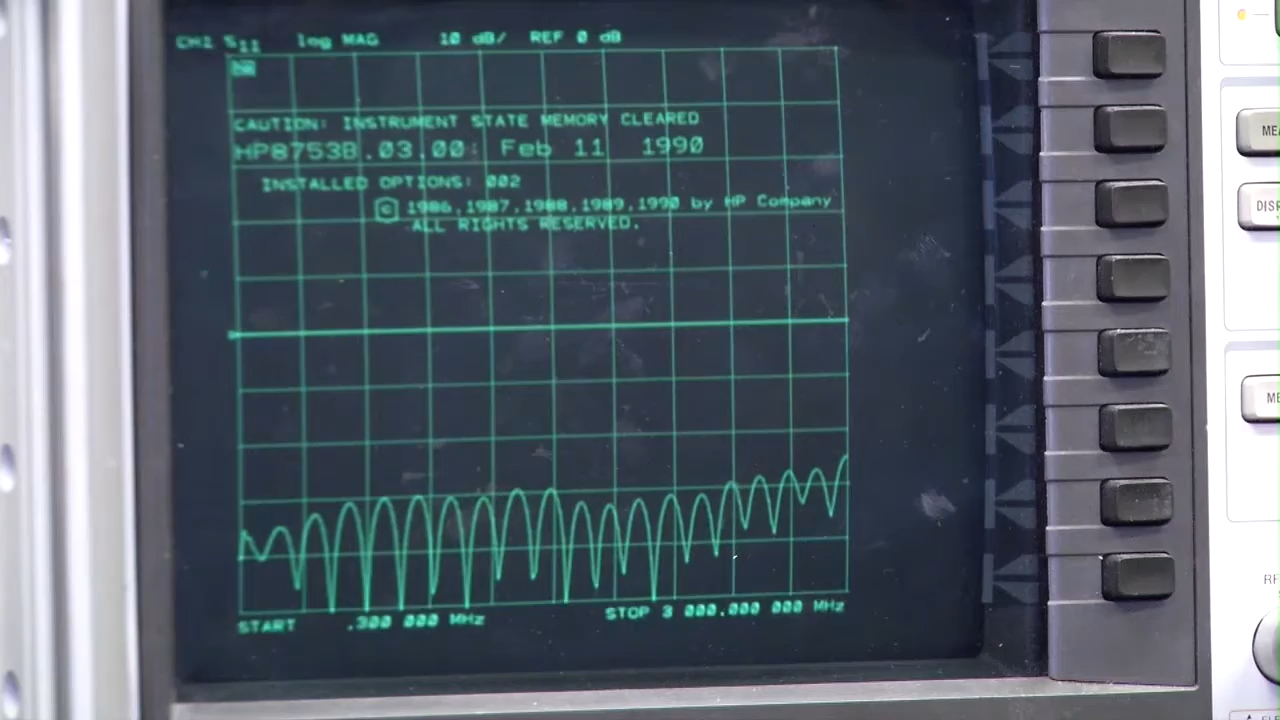 CH1 S11 log MAG 10 dB/ REF 0 dB
CAUTION: INSTRUMENT STATE MEMORY CLEARED
HP8753B.03.00: Feb 11 1990
INSTALLED OPTIONS: 002
© 1986,1987,1988,1989,1990 by HP Company
ALL RIGHTS RESERVED.
START .300 000 MHz STOP 3 000.000 000 MHz